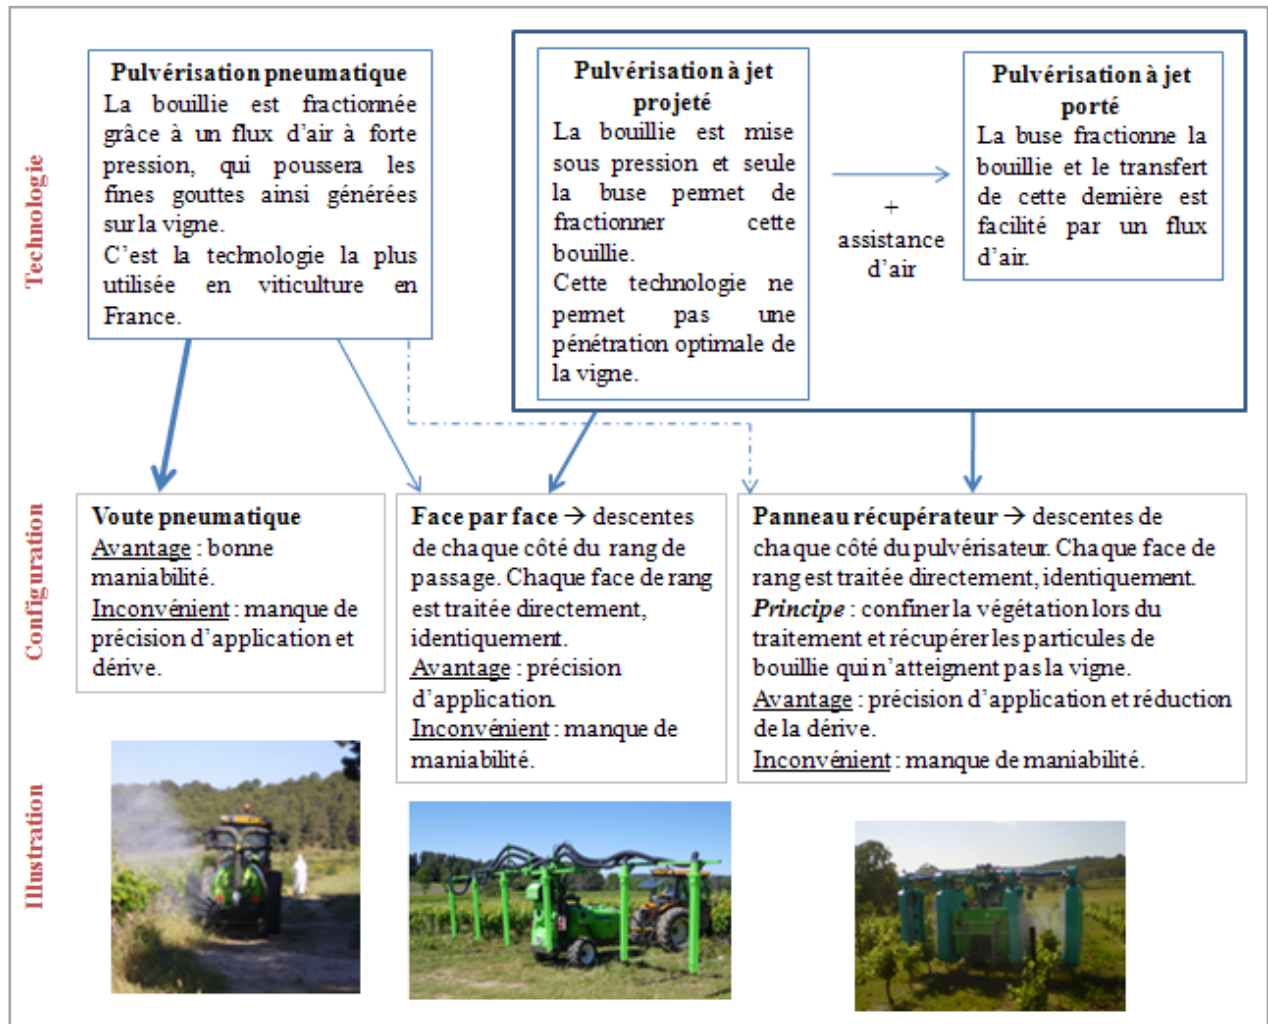 Technologie
Pulvérisation pneumatique
La bouillie est fractionnée
grâce à un flux d'air à forte
pression, qui poussera les
fines gouttes ainsi générées
sur la vigne.
C'est la technologie la plus
utilisée en viticulture en
France.
Pulvérisation à jet
projeté
La bouillie est mise
sous pression et seule
la buse permet de
fractionner cette
bouillie.
Cette technologie ne
permet pas une
pénétration optimale de
la vigne.
+
assistance
d'air
Pulvérisation à jet
porté
La buse fractionne la
bouillie et le transfert
de cette dernière est
facilité par un flux
d'air.
Configuration
Voute pneumatique
Avantage : bonne
maniabilité.
Inconvénient : manque de
précision d'application et
dérive.
Face par face → descentes
de chaque côté du rang de
passage. Chaque face de rang
est traitée directement,
identiquement.
Avantage : précision
d'application.
Inconvénient : manque de
maniabilité.
Panneau récupérateur → descentes de
chaque côté du pulvérisateur. Chaque face de
rang est traitée directement, identiquement.
Principe : confiner la végétation lors du
traitement et récupérer les particules de
bouillie qui n'atteignent pas la vigne.
Avantage : précision d'application et réduction
de la dérive.
Inconvénient : manque de maniabilité.
Illustration